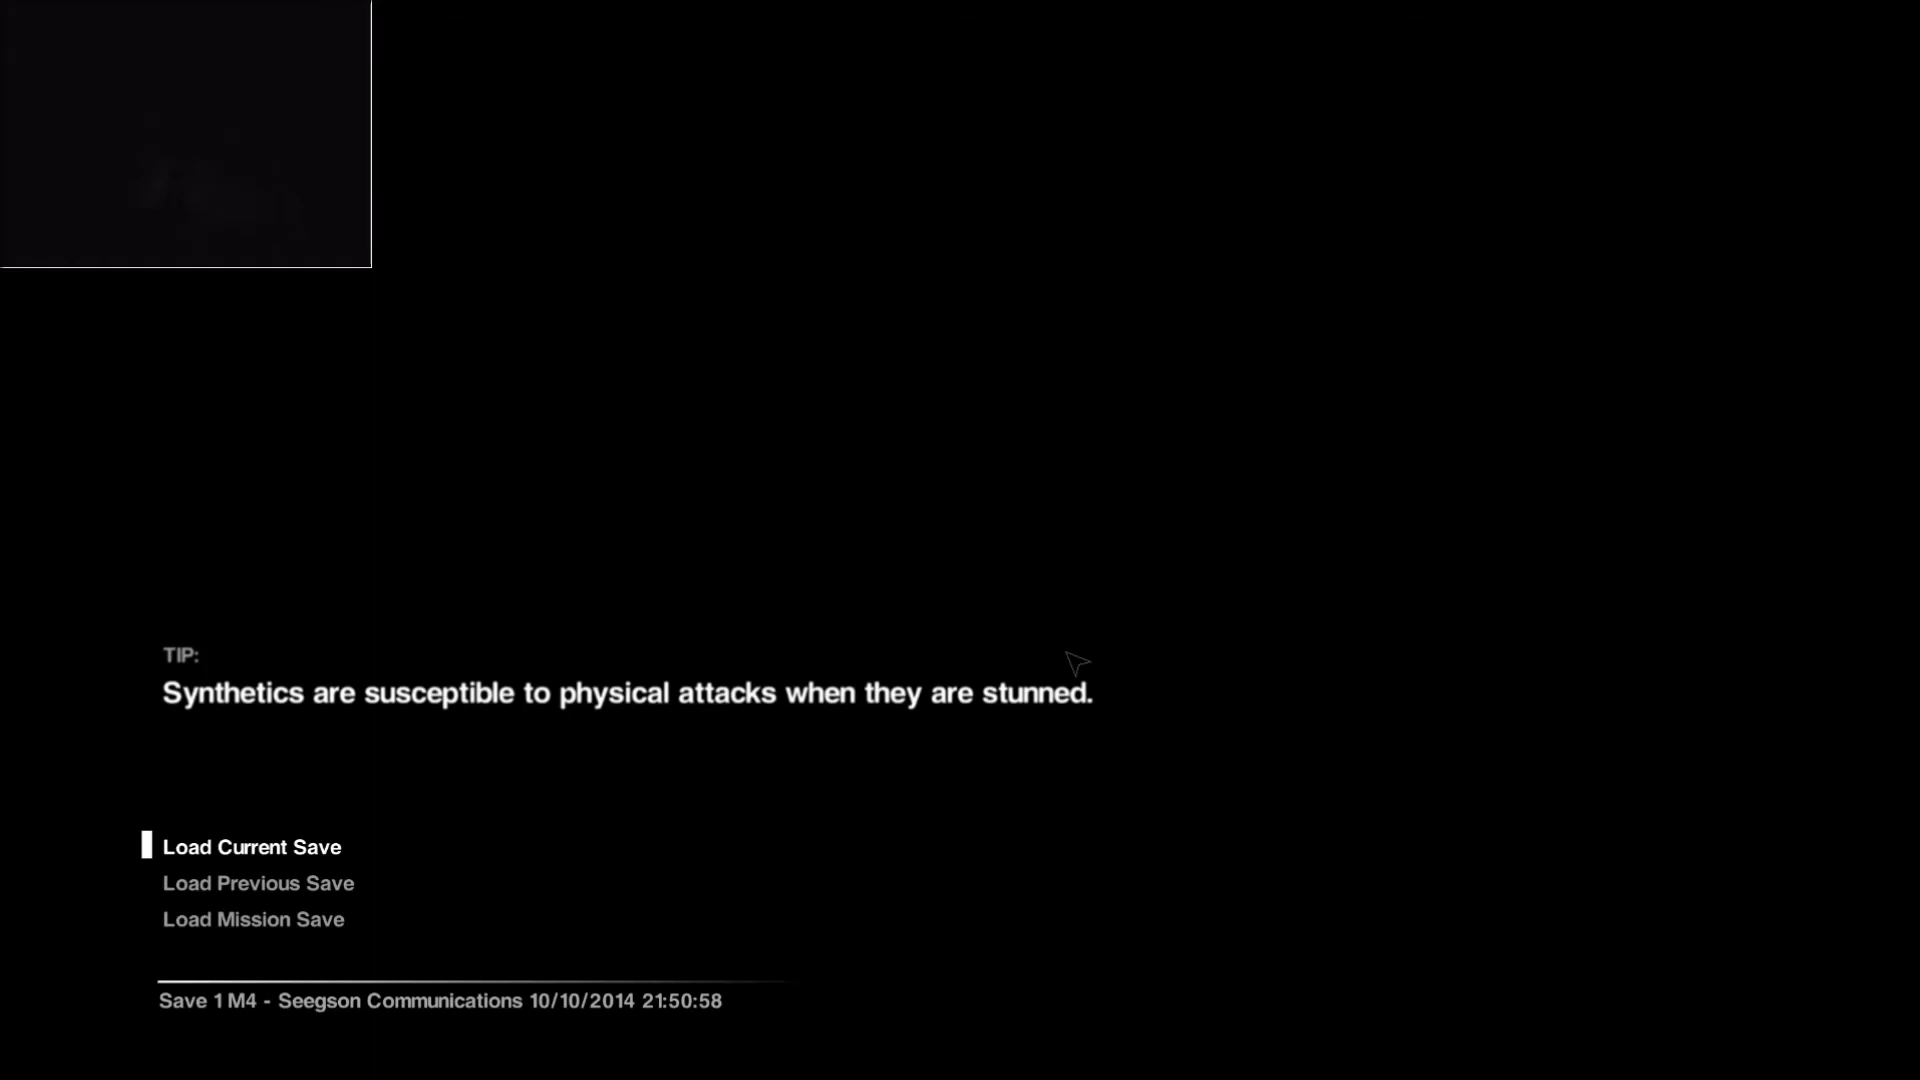 TIP:
Synthetics are susceptible to physical attacks when they are stunned.
Load Current Save
Load Previous Save
Load Mission Save
Save 1 M4 - Seegson Communications 10/10/2014 21:50:58